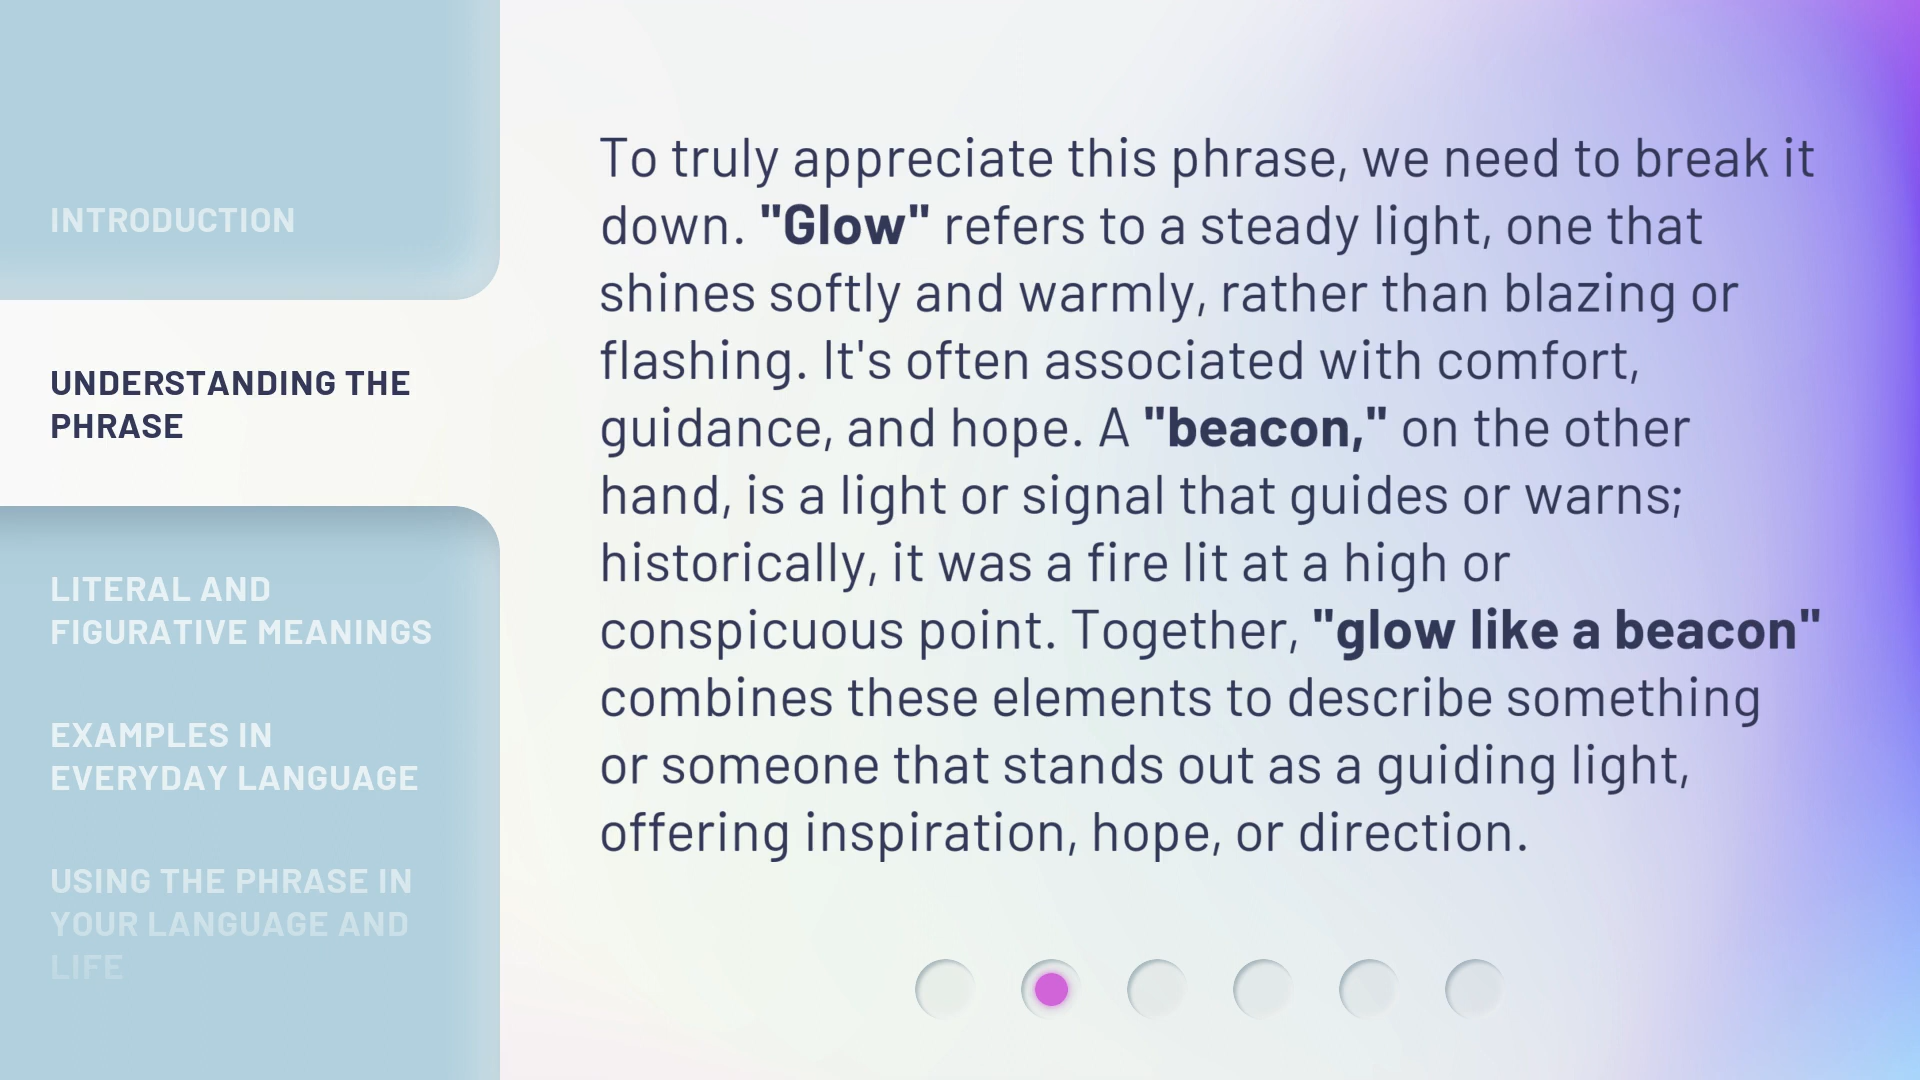 INTRODUCTION
UNDERSTANDING THE
PHRASE
LITERAL AND
FIGURATIVE MEANINGS
EXAMPLES IN
EVERYDAY LANGUAGE
USING THE PHRASE IN
YOUR LANGUAGE AND
LIFE
To truly appreciate this phrase, we need to break it
down. "Glow" refers to a steady light, one that
shines softly and warmly, rather than blazing or
flashing. It's often associated with comfort,
guidance, and hope. A "beacon," on the other
hand, is a light or signal that guides or warns;
historically, it was a fire lit at a high or
conspicuous point. Together, "glow like a beacon"
combines these elements to describe something
or someone that stands out as a guiding light,
offering inspiration, hope, or direction.